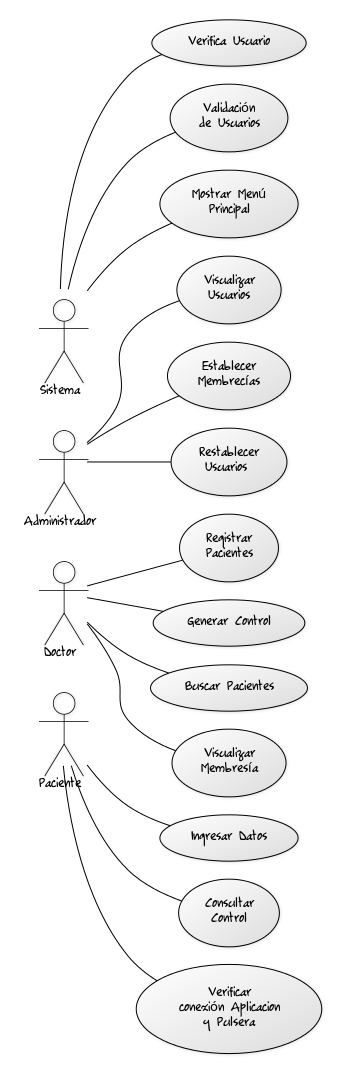 Verifica Usuario
Validación
de Usuarios
Mostrar Menú
Principal
Visualizar
Usuarios
Establecer
Membrecías
Sistema
Restablecer
Usuarios
Administrador
Registrar
Pacientes
Generar Control
Doctor
Buscar Pacientes
Visualizar
Membresía
Paciente
Ingresar Datos
Consultar
Control
Verificar
conexión Aplicacion
y Pulsera